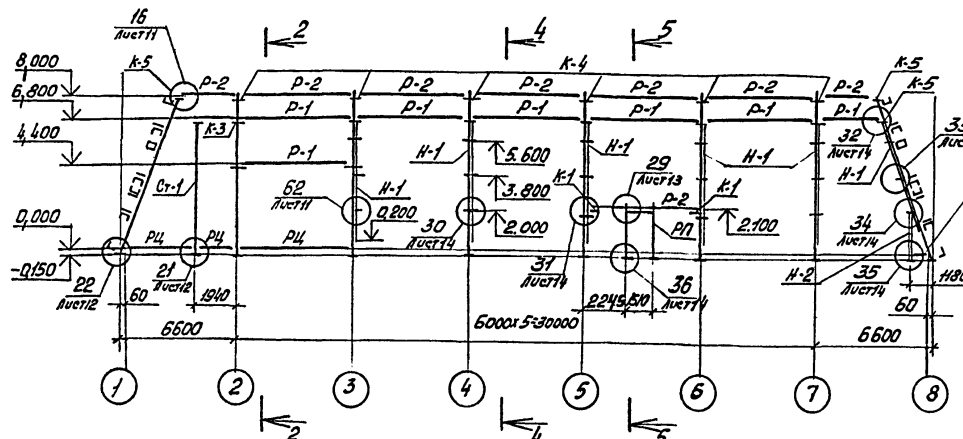 16
Лист11
2
4
5
К-5
К-4
К-5
К-5
8,000
Р-2
Р-2
Р-2
Р-2
Р-2
Р-2
Р-2
6,800
Р-1
Р-1
Р-1
Р-1
Р-1
Р-1
К-3
32
Лист14
4,400
Р-1
Н-1
5.600
Н-1
29
Лист13
Н-1
Н-1
Ст-1
62
Лист11
Н-1
3.800
К-1
Р-2
К-1
0,200
30
Лист14
2.000
РП
2.100
34
Лист14
0,000
РЦ
РЦ
РЦ
-0,150
22
Лист12
21
Лист12
31
Лист14
36
Лист14
Н-2
35
Лист14
60
1940
2245
510
60
6600
6000х5=30000
6600
1
2
3
4
5
6
7
8
2
4